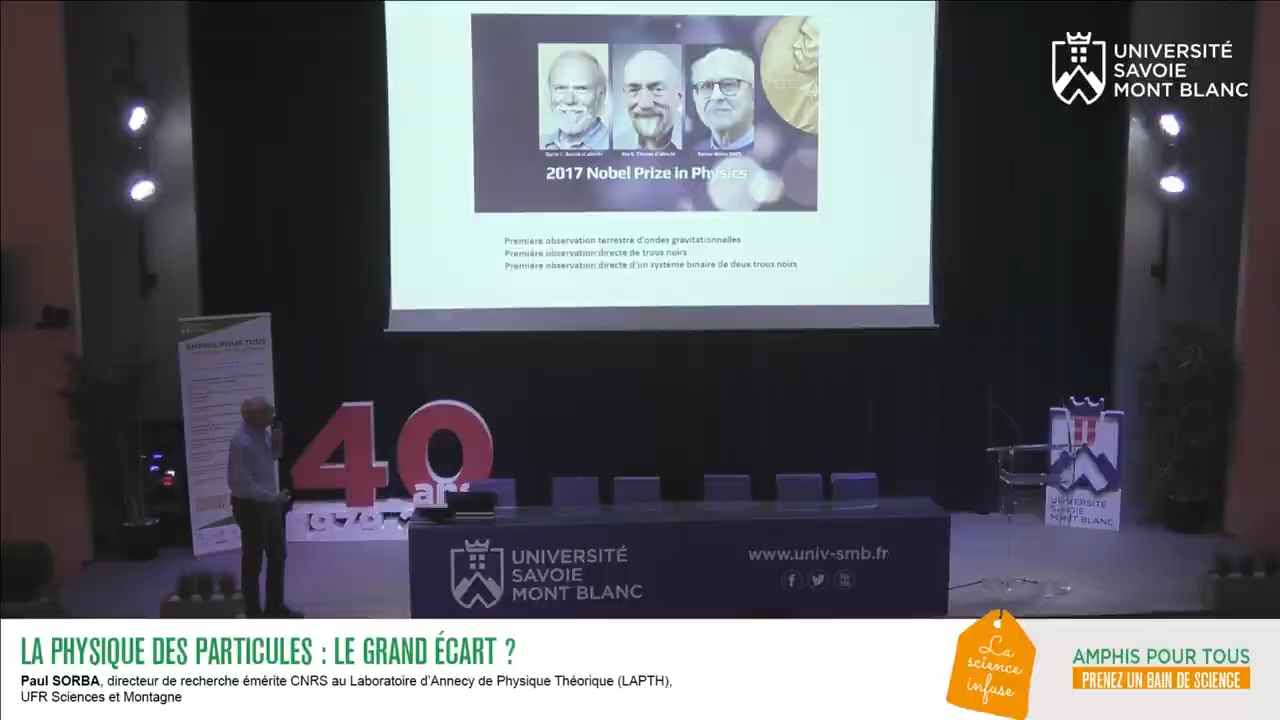 UNIVERSITÉ
SAVOIE
MONT BLANC
2017 Nobel Prize in Physics
Première observation terrestre d'ondes gravitationnelles
Première observation directe de trous noirs
Première observation directe d'un système binaire de deux trous noirs
AMPHIS POUR TOUS
40
ans
UNIVERSITÉ
SAVOIE
MONT BLANC
www.univ-smb.fr
UNIVERSITÉ
SAVOIE
MONT BLANC
LA PHYSIQUE DES PARTICULES : LE GRAND ÉCART ?
Paul SORBA, directeur de recherche émérite CNRS au Laboratoire d'Annecy de Physique Théorique (LAPTH),
UFR Sciences et Montagne
La
science
infuse
AMPHIS POUR TOUS
PRENEZ UN BAIN DE SCIENCE